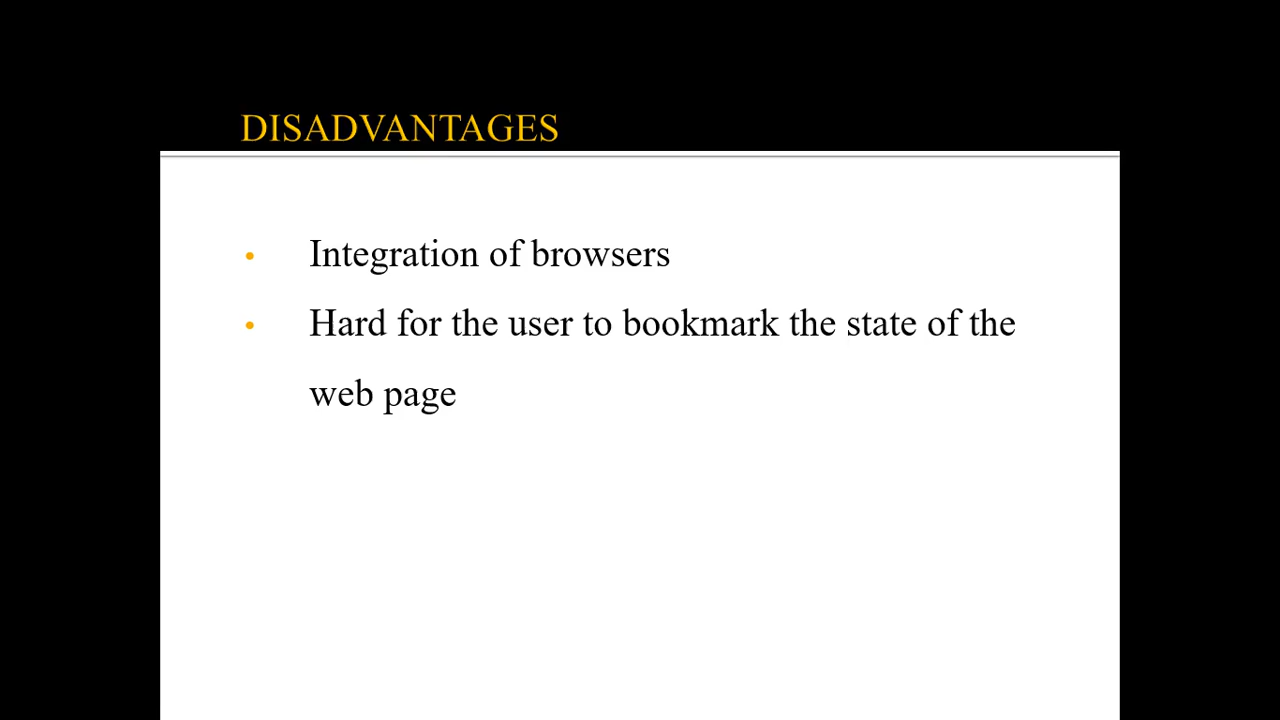 DISADVANTAGES
• Integration of browsers
• Hard for the user to bookmark the state of the
web page